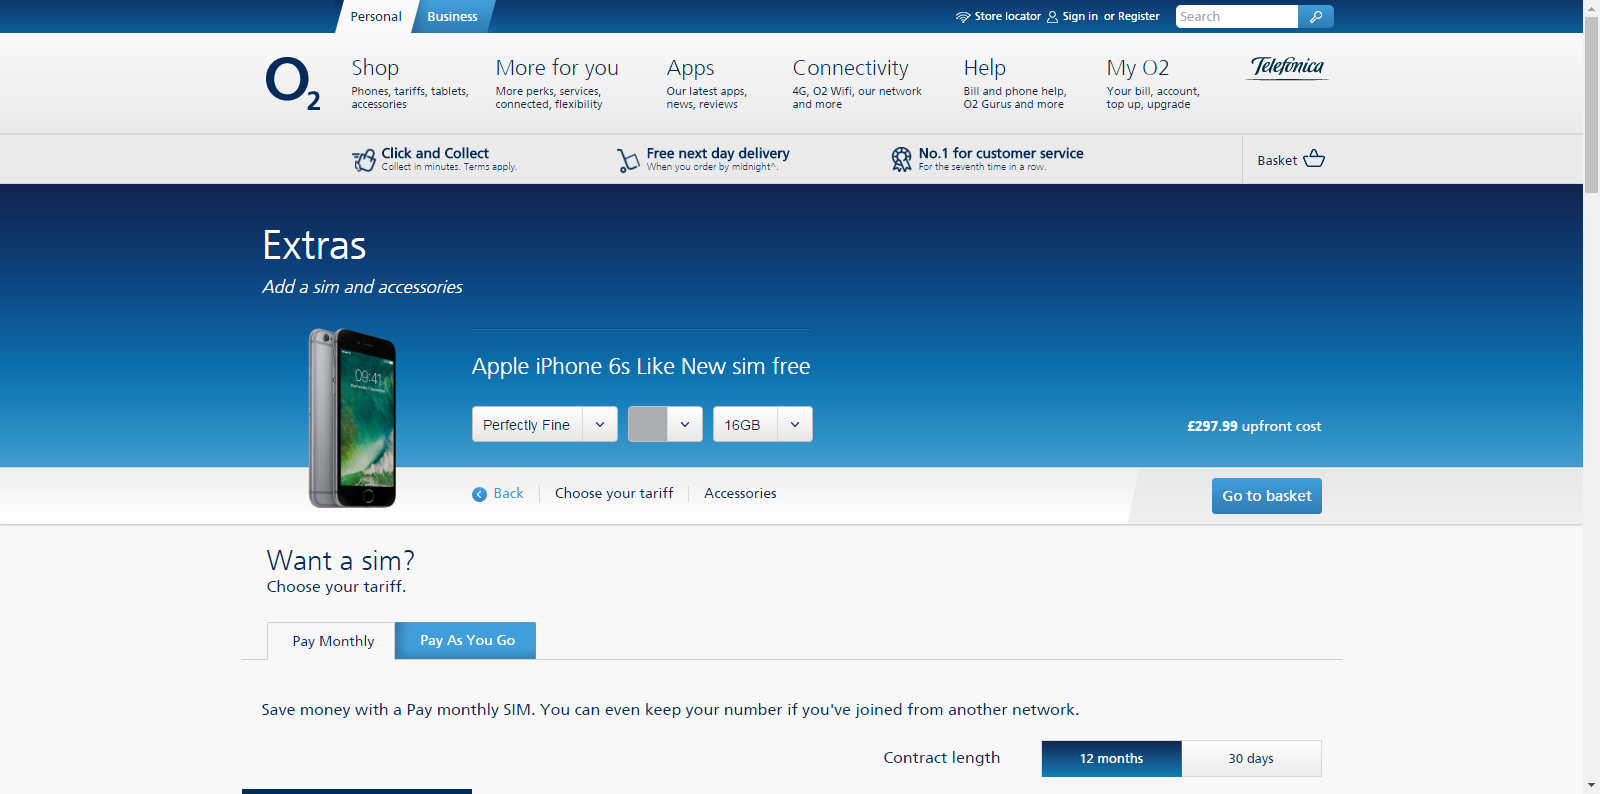 Personal
Business
Store locator
Sign in or Register
Search
O2
Shop
Phones, tariffs, tablets,
accessories
More for you
More perks, services,
connected, flexibility
Apps
Our latest apps,
news, reviews
Connectivity
4G, O2 Wifi, our network
and more
Help
Bill and phone help,
O2 Gurus and more
My O2
Your bill, account,
top up, upgrade
Telefónica
Click and Collect
Collect in minutes. Terms apply.
Free next day delivery
When you order by midnight^.
No.1 for customer service
For the seventh time in a row.
Basket
Extras
Add a sim and accessories
09:41
Apple iPhone 6s Like New sim free
Perfectly Fine
16GB
£297.99 upfront cost
Back
Choose your tariff
Accessories
Go to basket
Want a sim?
Choose your tariff.
Pay Monthly
Pay As You Go
Save money with a Pay monthly SIM. You can even keep your number if you've joined from another network.
Contract length
12 months
30 days